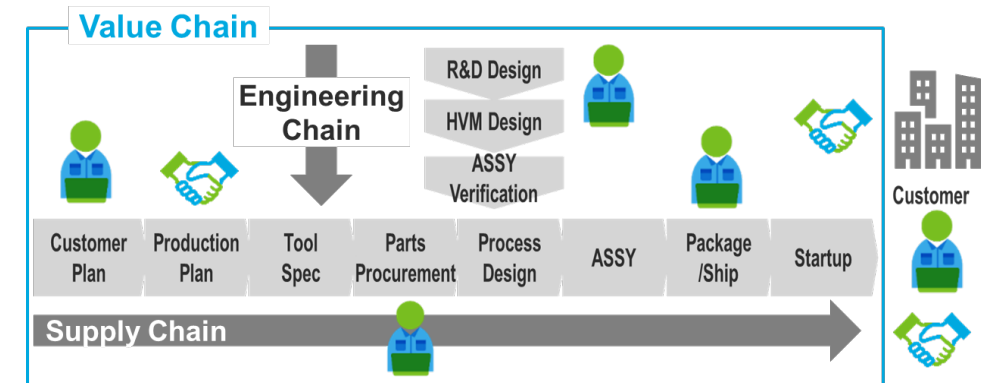 Value Chain
Engineering
Chain
R&D Design
HVM Design
ASSY
Verification
Customer
Customer
Plan
Production
Plan
Tool
Spec
Parts
Procurement
Process
Design
ASSY
Package
/Ship
Startup
Supply Chain